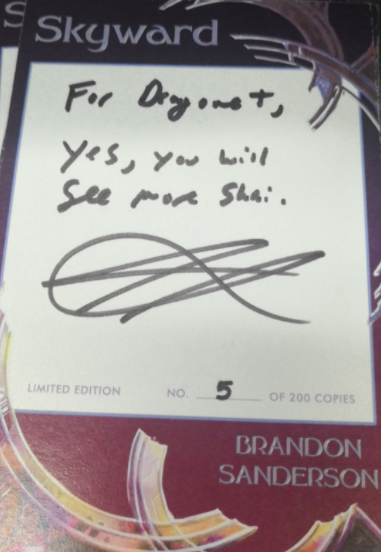 Skyward
For Dragonet,
Yes, you will
See more Shai.
LIMITED EDITION NO. 5 OF 200 COPIES
BRANDON
SANDERSON